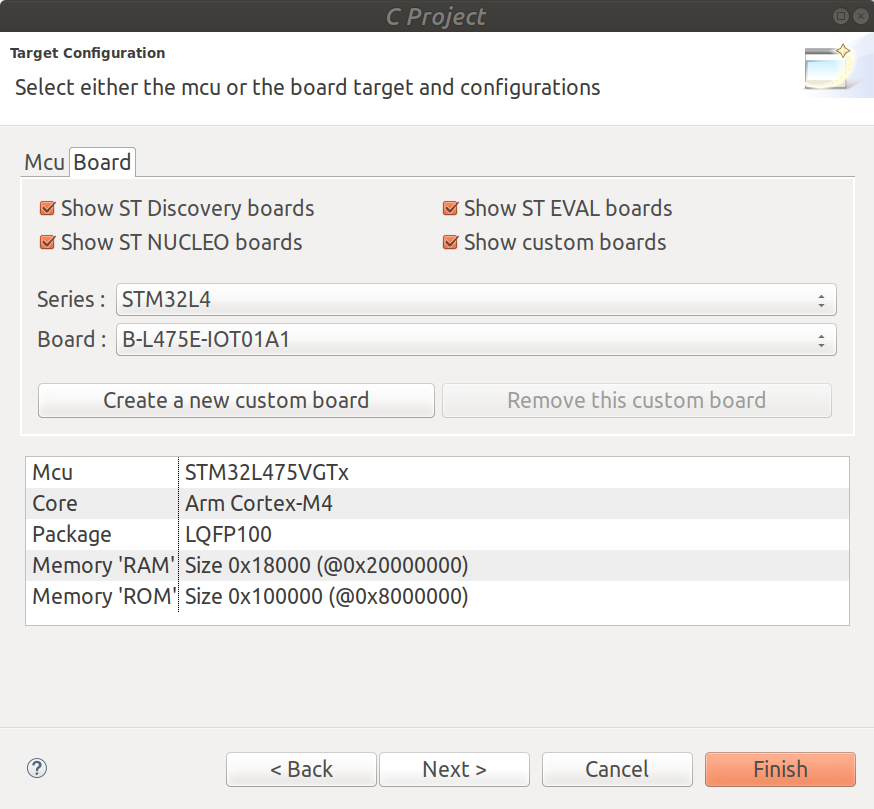 C Project
Target Configuration
Select either the mcu or the board target and configurations
Mcu Board
Show ST Discovery boards Show ST EVAL boards
Show ST NUCLEO boards Show custom boards
Series : STM32L4
Board : B-L475E-IOT01A1
Create a new custom board Remove this custom board
Mcu STM32L475VGTx
Core Arm Cortex-M4
Package LQFP100
Memory 'RAM' Size 0x18000 (@0x20000000)
Memory 'ROM' Size 0x100000 (@0x8000000)
? < Back Next > Cancel Finish